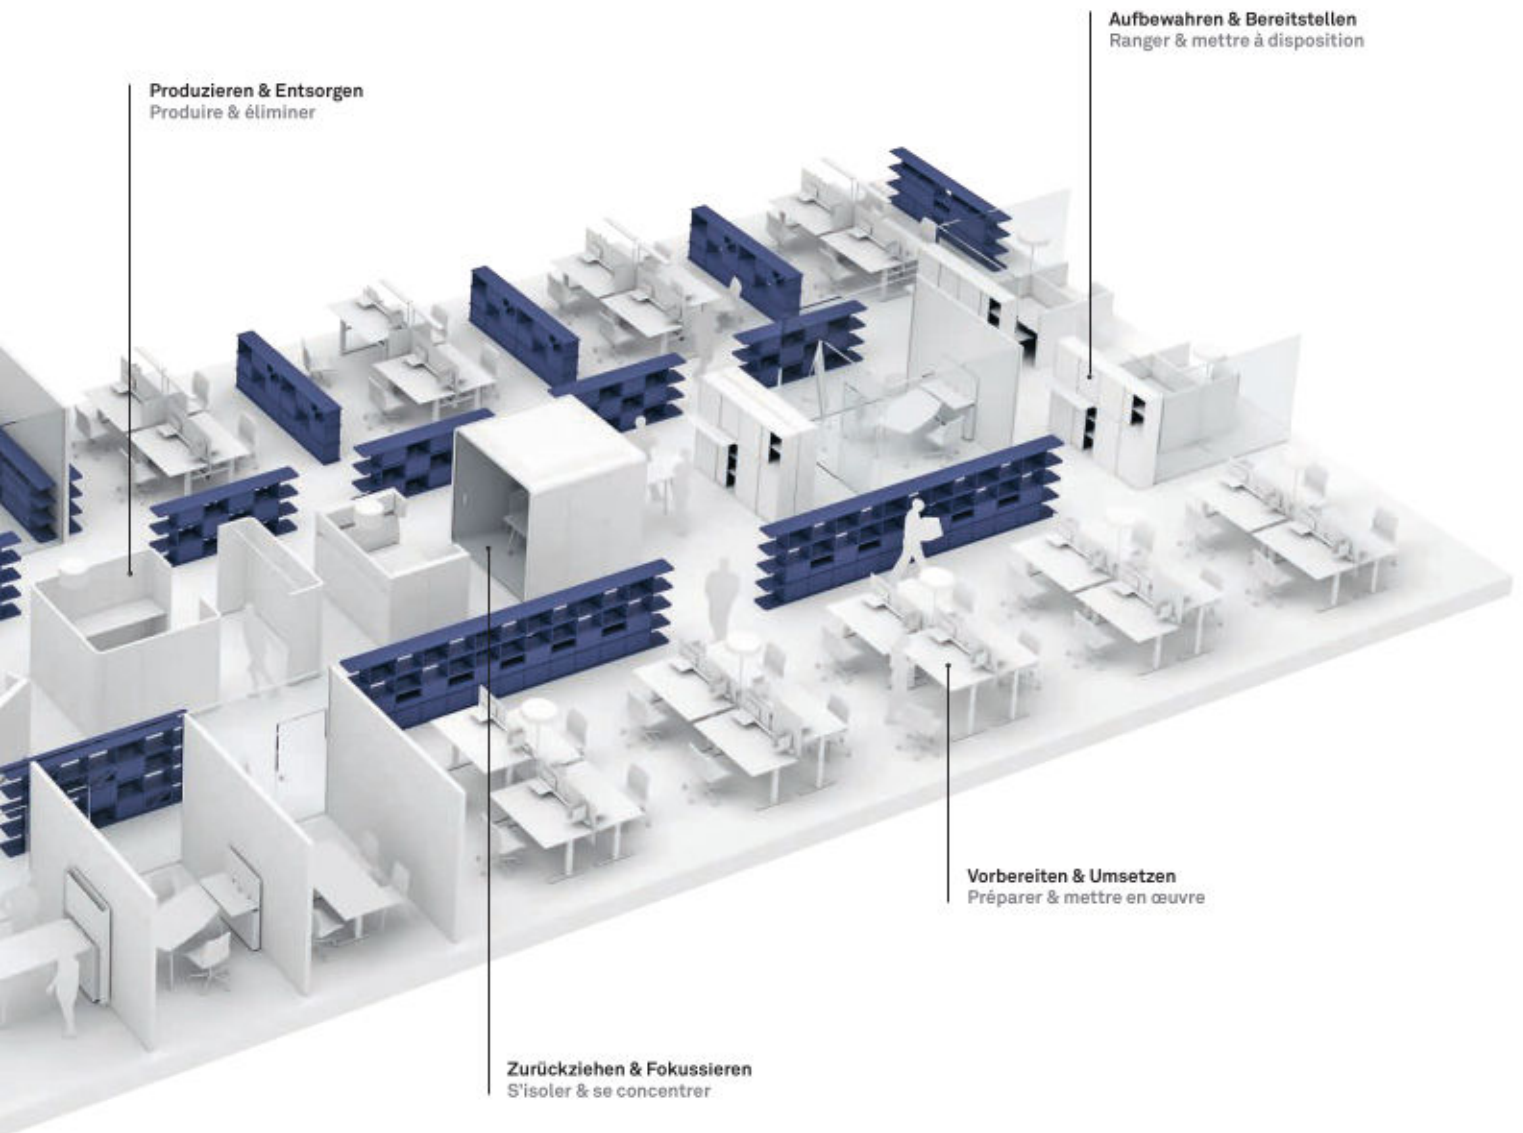 Aufbewahren & Bereitstellen
Ranger & mettre à disposition
Produzieren & Entsorgen
Produire & éliminer
Vorbereiten & Umsetzen
Préparer & mettre en œuvre
Zurückziehen & Fokussieren
S'isoler & se concentrer